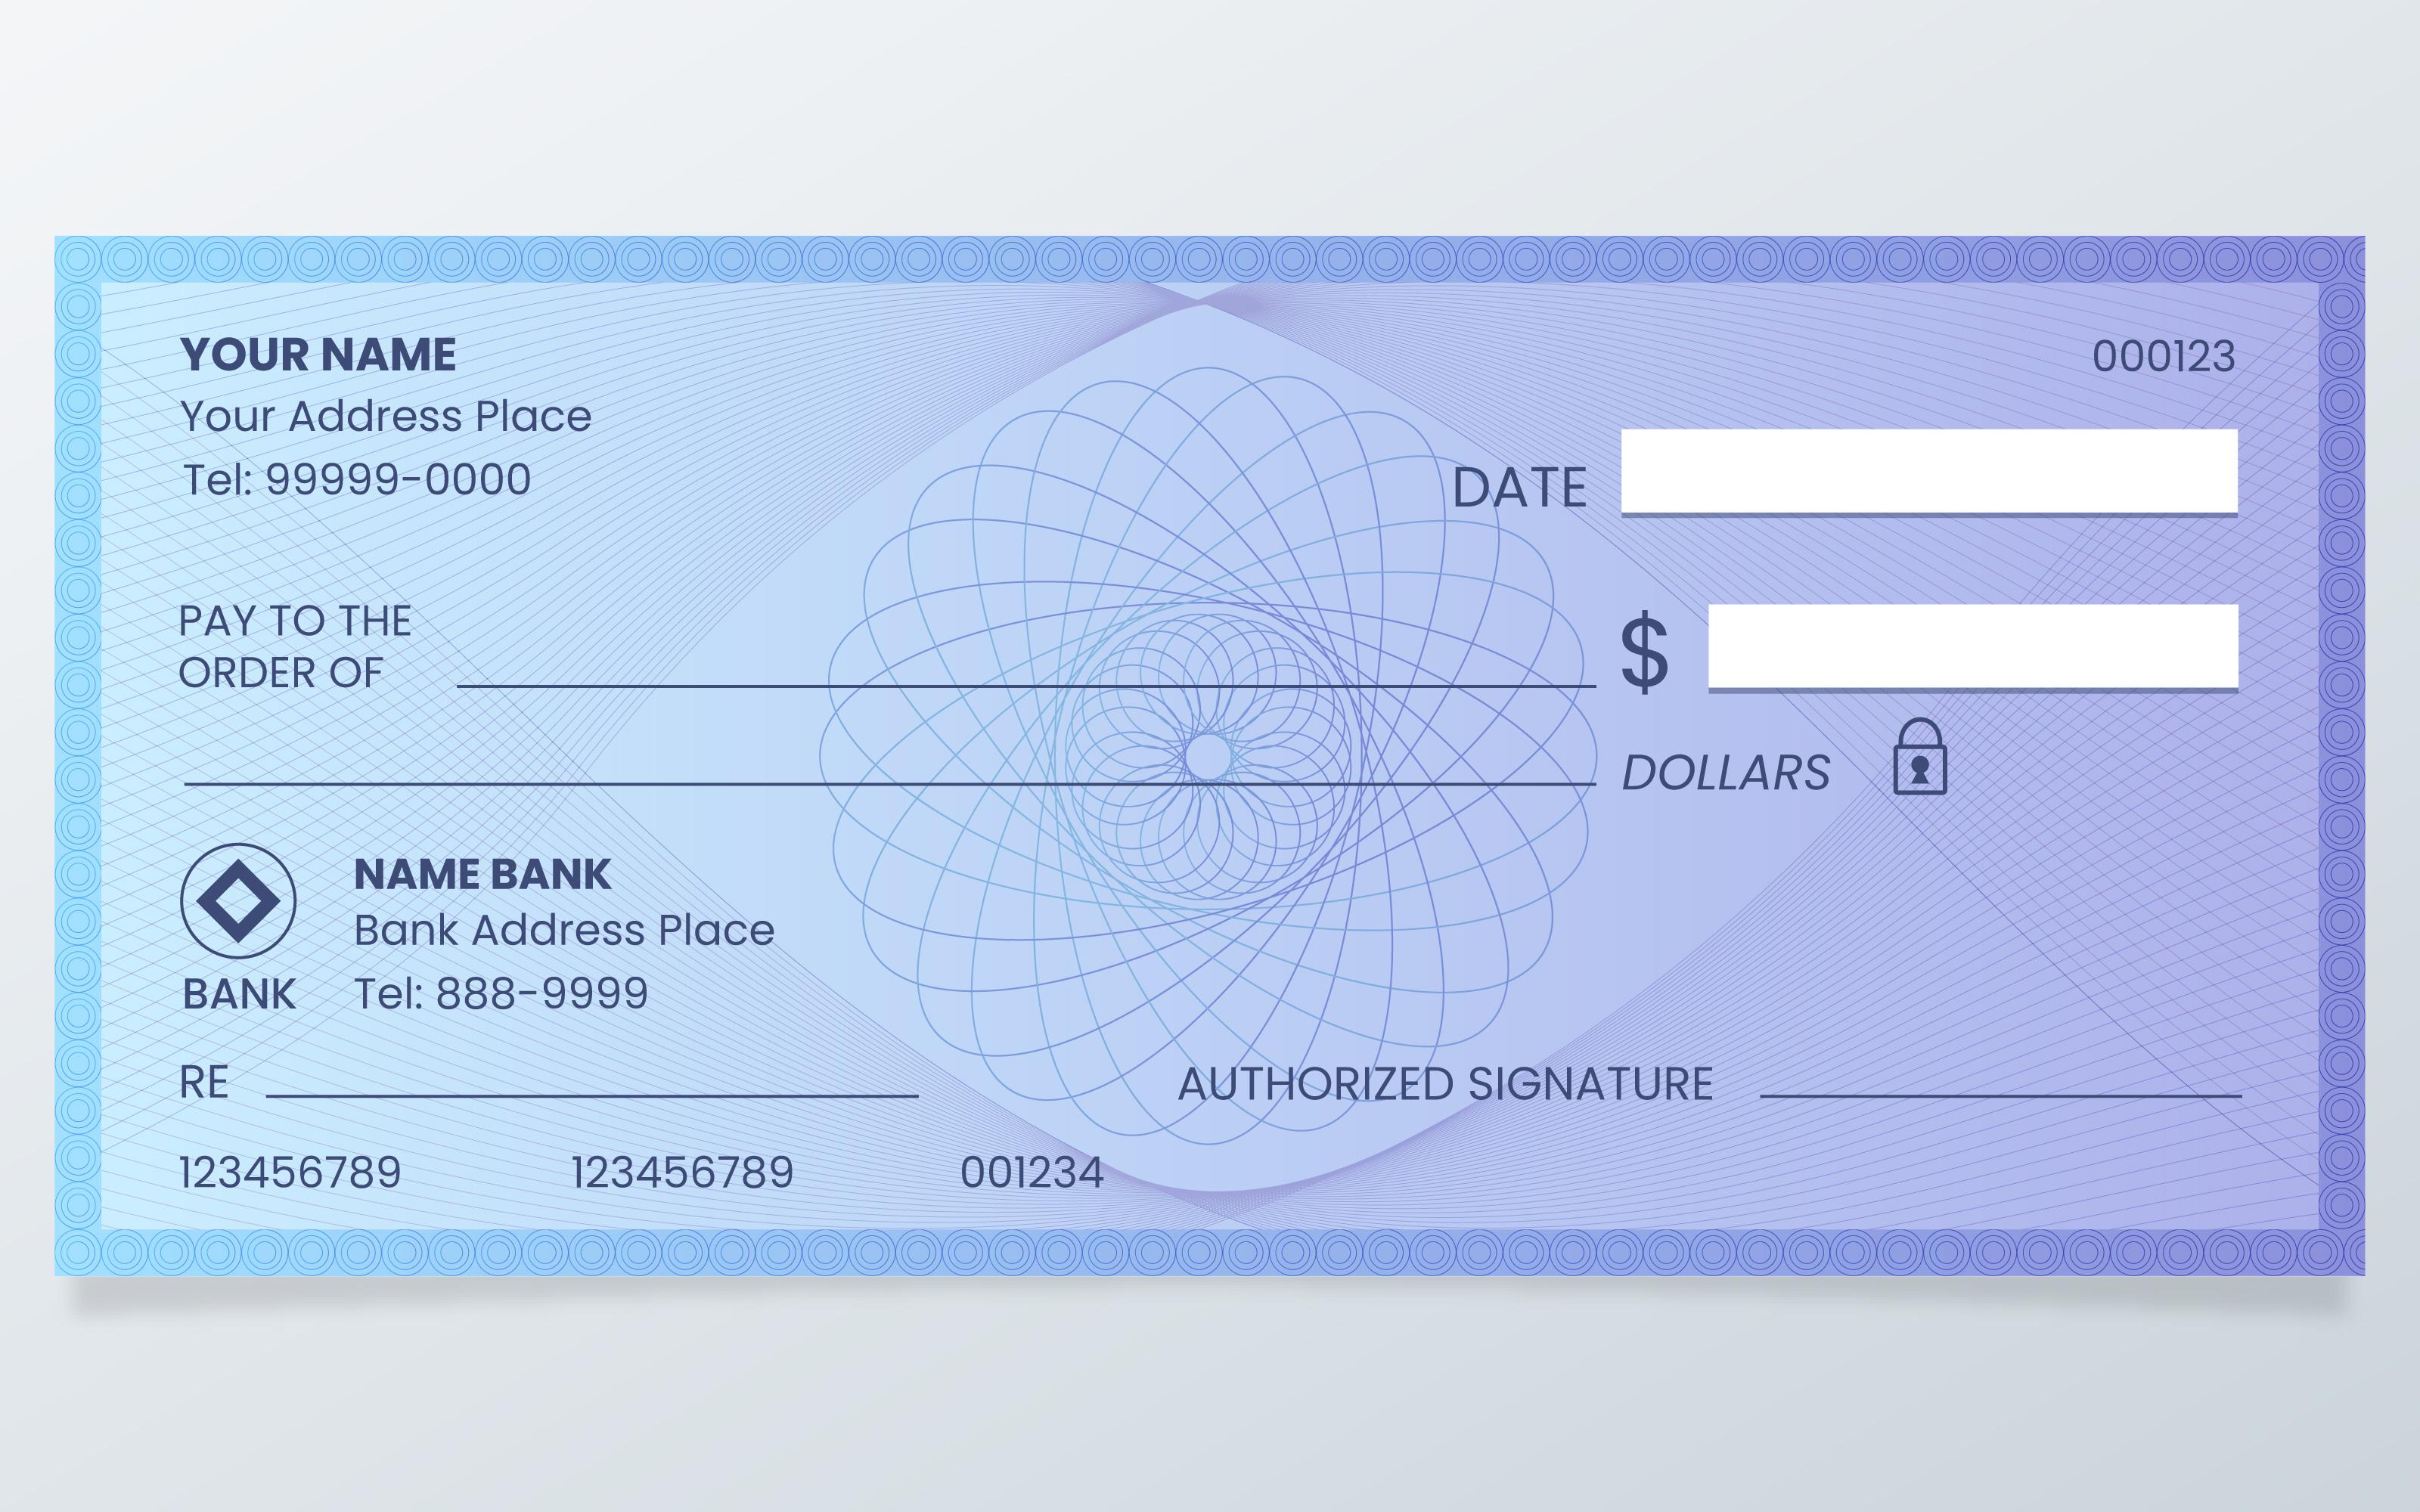 YOUR NAME
000123
Your Address Place
Tel: 99999-0000
DATE
PAY TO THE
ORDER OF
$
DOLLARS
NAME BANK
Bank Address Place
BANK
Tel: 888-9999
RE
AUTHORIZED SIGNATURE
123456789 123456789 001234